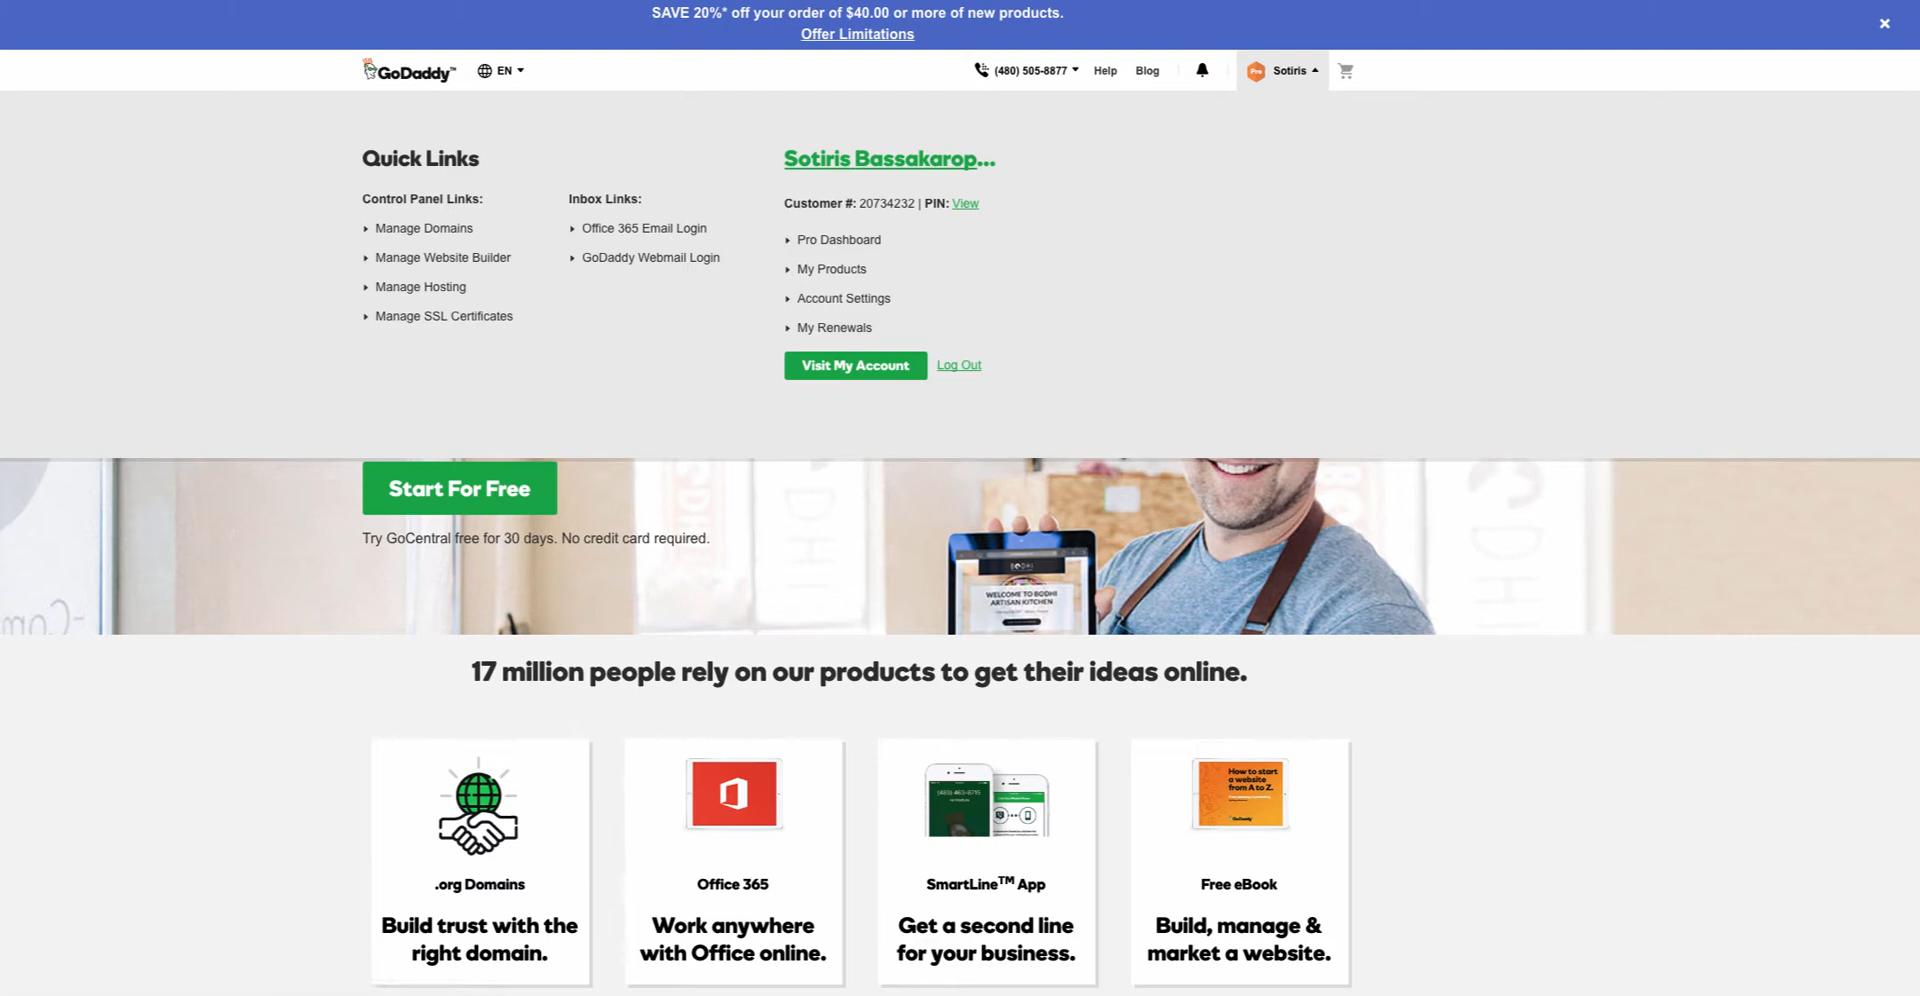 SAVE 20%* off your order of $40.00 or more of new products.
Offer Limitations
GoDaddy™
EN
(480) 505-8877
Help
Blog
Pro
Sotiris
Quick Links
Control Panel Links:
Manage Domains
Manage Website Builder
Manage Hosting
Manage SSL Certificates
Inbox Links:
Office 365 Email Login
GoDaddy Webmail Login
Sotiris Bassakarop...
Customer #: 20734232 | PIN: View
Pro Dashboard
My Products
Account Settings
My Renewals
Visit My Account
Log Out
Start For Free
Try GoCentral free for 30 days. No credit card required.
BODHI
WELCOME TO BODHI
ARTISAN KITCHEN
17 million people rely on our products to get their ideas online.
.org Domains
Build trust with the
right domain.
Office 365
Work anywhere
with Office online.
(480) 463-8715
SmartLine™ App
Get a second line
for your business.
How to start
a website
from A to Z.
GoDaddy
Free eBook
Build, manage &
market a website.